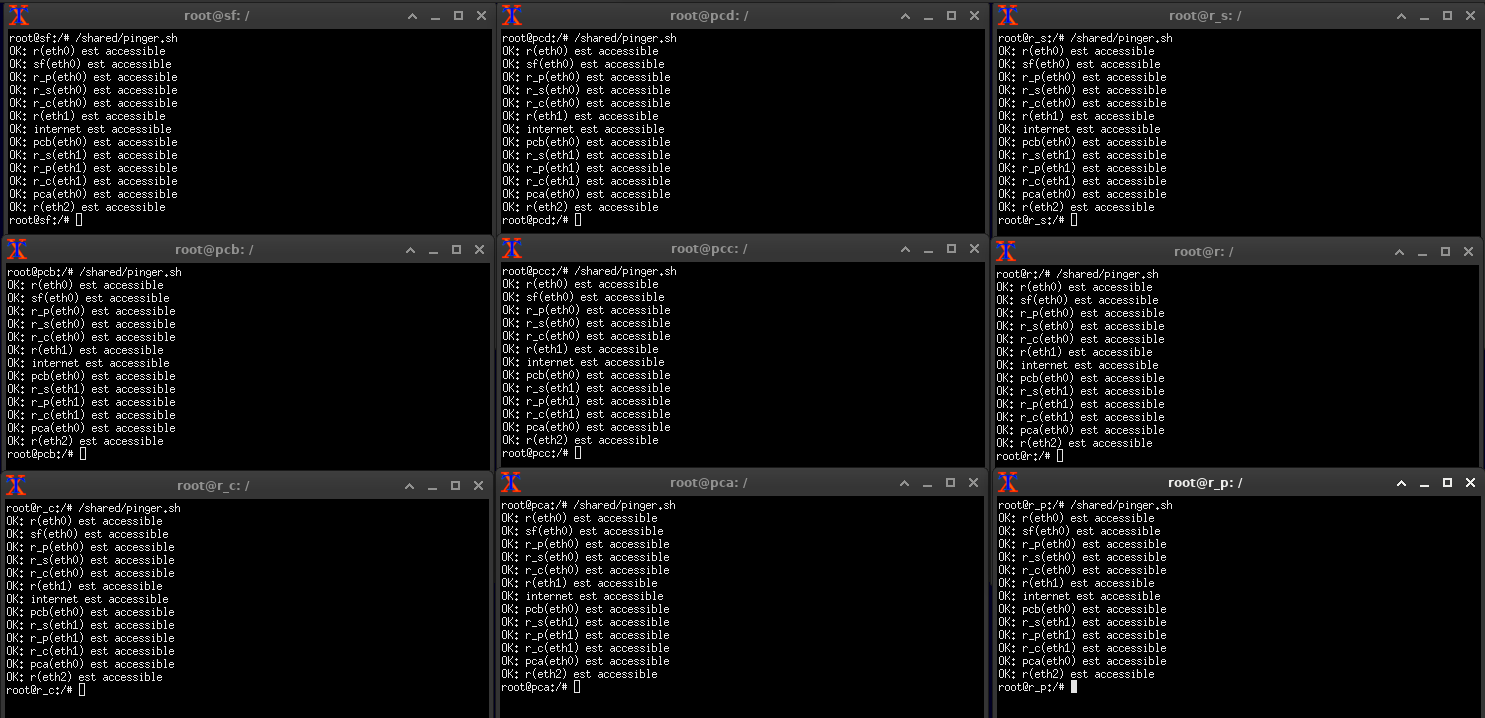 root@sf: /
root@sf:/# /shared/pinger.sh
OK: r(eth0) est accessible
OK: sf(eth0) est accessible
OK: r_p(eth0) est accessible
OK: r_s(eth0) est accessible
OK: r_c(eth0) est accessible
OK: r(eth1) est accessible
OK: internet est accessible
OK: pcb(eth0) est accessible
OK: r_s(eth1) est accessible
OK: r_p(eth1) est accessible
OK: r_c(eth1) est accessible
OK: pca(eth0) est accessible
OK: r(eth2) est accessible
root@sf:/#
root@pcd: /
root@pcd:/# /shared/pinger.sh
OK: r(eth0) est accessible
OK: sf(eth0) est accessible
OK: r_p(eth0) est accessible
OK: r_s(eth0) est accessible
OK: r_c(eth0) est accessible
OK: r(eth1) est accessible
OK: internet est accessible
OK: pcb(eth0) est accessible
OK: r_s(eth1) est accessible
OK: r_p(eth1) est accessible
OK: r_c(eth1) est accessible
OK: pca(eth0) est accessible
OK: r(eth2) est accessible
root@pcd:/#
root@r_s: /
root@r_s:/# /shared/pinger.sh
OK: r(eth0) est accessible
OK: sf(eth0) est accessible
OK: r_p(eth0) est accessible
OK: r_s(eth0) est accessible
OK: r_c(eth0) est accessible
OK: r(eth1) est accessible
OK: internet est accessible
OK: pcb(eth0) est accessible
OK: r_s(eth1) est accessible
OK: r_p(eth1) est accessible
OK: r_c(eth1) est accessible
OK: pca(eth0) est accessible
OK: r(eth2) est accessible
root@r_s:/#
root@pcb: /
root@pcb:/# /shared/pinger.sh
OK: r(eth0) est accessible
OK: sf(eth0) est accessible
OK: r_p(eth0) est accessible
OK: r_s(eth0) est accessible
OK: r_c(eth0) est accessible
OK: r(eth1) est accessible
OK: internet est accessible
OK: pcb(eth0) est accessible
OK: r_s(eth1) est accessible
OK: r_p(eth1) est accessible
OK: r_c(eth1) est accessible
OK: pca(eth0) est accessible
OK: r(eth2) est accessible
root@pcb:/#
root@pcc: /
root@pcc:/# /shared/pinger.sh
OK: r(eth0) est accessible
OK: sf(eth0) est accessible
OK: r_p(eth0) est accessible
OK: r_s(eth0) est accessible
OK: r_c(eth0) est accessible
OK: r(eth1) est accessible
OK: internet est accessible
OK: pcb(eth0) est accessible
OK: r_s(eth1) est accessible
OK: r_p(eth1) est accessible
OK: r_c(eth1) est accessible
OK: pca(eth0) est accessible
OK: r(eth2) est accessible
root@pcc:/#
root@r: /
root@r:/# /shared/pinger.sh
OK: r(eth0) est accessible
OK: sf(eth0) est accessible
OK: r_p(eth0) est accessible
OK: r_s(eth0) est accessible
OK: r_c(eth0) est accessible
OK: r(eth1) est accessible
OK: internet est accessible
OK: pcb(eth0) est accessible
OK: r_s(eth1) est accessible
OK: r_p(eth1) est accessible
OK: r_c(eth1) est accessible
OK: pca(eth0) est accessible
OK: r(eth2) est accessible
root@r:/#
root@r_c: /
root@r_c:/# /shared/pinger.sh
OK: r(eth0) est accessible
OK: sf(eth0) est accessible
OK: r_p(eth0) est accessible
OK: r_s(eth0) est accessible
OK: r_c(eth0) est accessible
OK: r(eth1) est accessible
OK: internet est accessible
OK: pcb(eth0) est accessible
OK: r_s(eth1) est accessible
OK: r_p(eth1) est accessible
OK: r_c(eth1) est accessible
OK: pca(eth0) est accessible
OK: r(eth2) est accessible
root@r_c:/#
root@pca: /
root@pca:/# /shared/pinger.sh
OK: r(eth0) est accessible
OK: sf(eth0) est accessible
OK: r_p(eth0) est accessible
OK: r_s(eth0) est accessible
OK: r_c(eth0) est accessible
OK: r(eth1) est accessible
OK: internet est accessible
OK: pcb(eth0) est accessible
OK: r_s(eth1) est accessible
OK: r_p(eth1) est accessible
OK: r_c(eth1) est accessible
OK: pca(eth0) est accessible
OK: r(eth2) est accessible
root@pca:/#
root@r_p: /
root@r_p:/# /shared/pinger.sh
OK: r(eth0) est accessible
OK: sf(eth0) est accessible
OK: r_p(eth0) est accessible
OK: r_s(eth0) est accessible
OK: r_c(eth0) est accessible
OK: r(eth1) est accessible
OK: internet est accessible
OK: pcb(eth0) est accessible
OK: r_s(eth1) est accessible
OK: r_p(eth1) est accessible
OK: r_c(eth1) est accessible
OK: pca(eth0) est accessible
OK: r(eth2) est accessible
root@r_p:/#